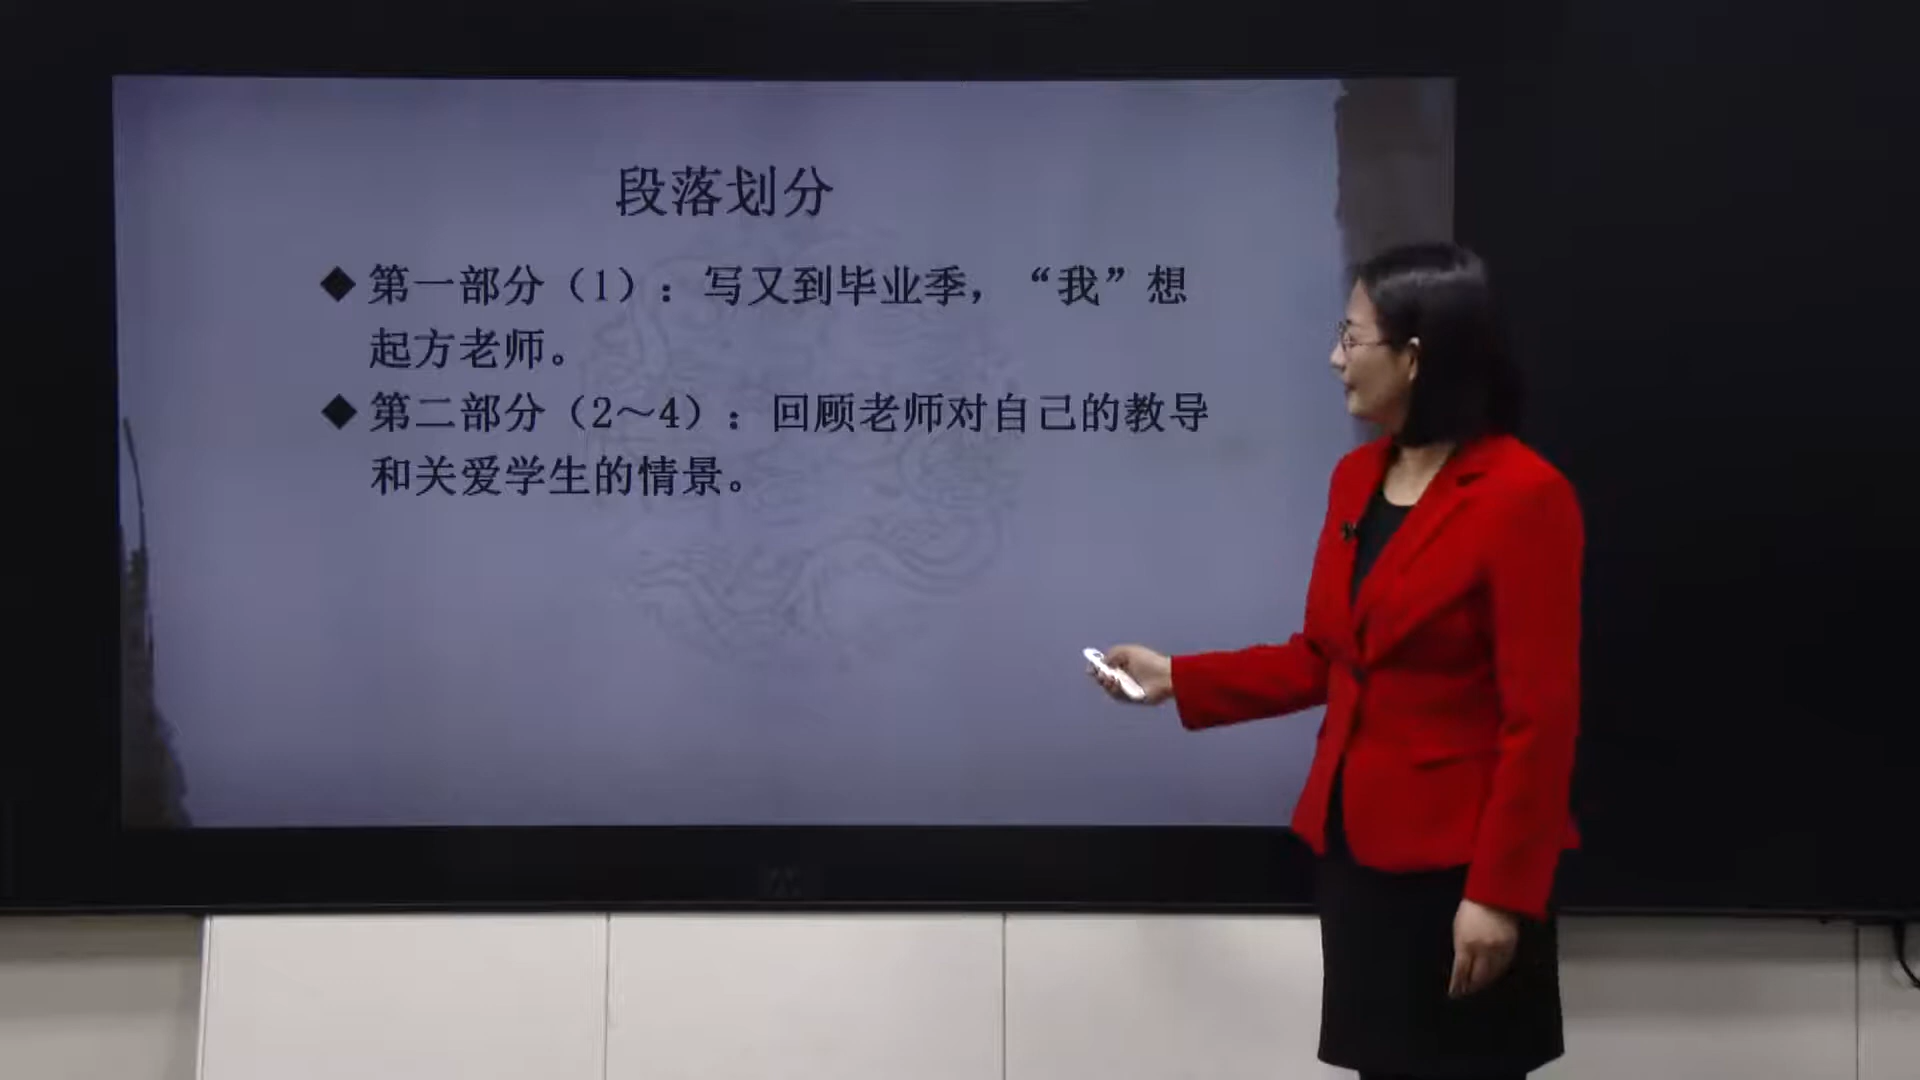 段落划分
◆ 第一部分（1）：写又到毕业季，“我”想
起方老师。
◆ 第二部分（2～4）：回顾老师对自己的教导
和关爱学生的情景。